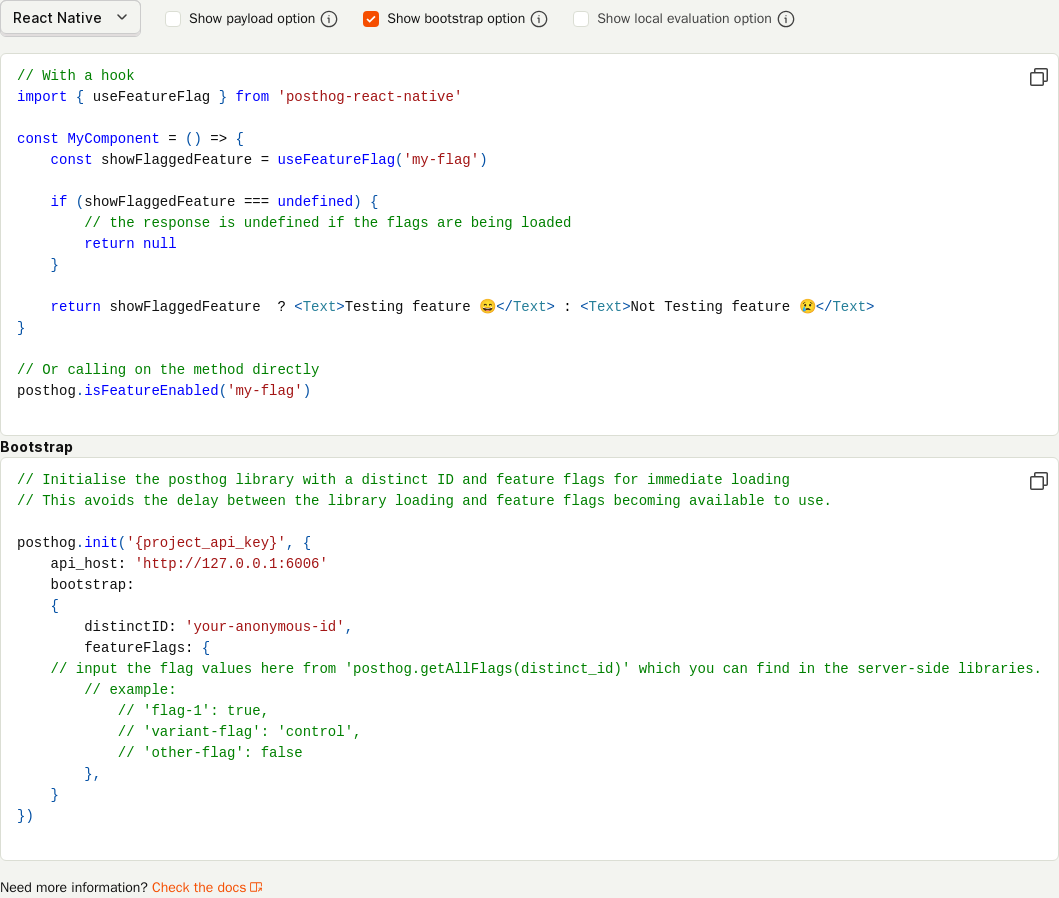 React Native Show payload option Show bootstrap option Show local evaluation option
// With a hook
import { useFeatureFlag } from 'posthog-react-native'
const MyComponent = () => {
    const showFlaggedFeature = useFeatureFlag('my-flag')
    if (showFlaggedFeature === undefined) {
        // the response is undefined if the flags are being loaded
        return null
    }
    return showFlaggedFeature  ? <Text>Testing feature 😄</Text> : <Text>Not Testing feature 😢</Text>
}
// Or calling on the method directly
posthog.isFeatureEnabled('my-flag')
Bootstrap
// Initialise the posthog library with a distinct ID and feature flags for immediate loading
// This avoids the delay between the library loading and feature flags becoming available to use.
posthog.init('{project_api_key}', {
    api_host: 'http://127.0.0.1:6006'
    bootstrap:
    {
        distinctID: 'your-anonymous-id',
        featureFlags: {
    // input the flag values here from 'posthog.getAllFlags(distinct_id)' which you can find in the server-side libraries.
        // example:
            // 'flag-1': true,
            // 'variant-flag': 'control',
            // 'other-flag': false
        },
    }
})
Need more information? Check the docs